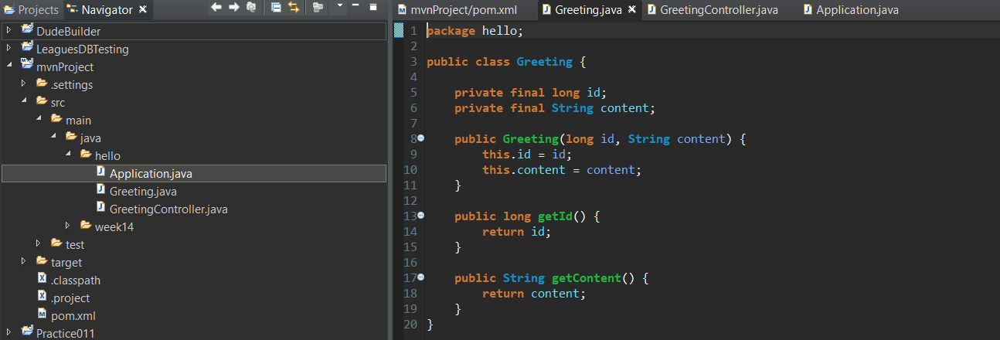 Projects Navigator
DudeBuilder
LeaguesDBTesting
mvnProject
.settings
src
main
java
hello
Application.java
Greeting.java
GreetingController.java
week14
test
target
.classpath
.project
pom.xml
Practice011
mvnProject/pom.xml Greeting.java GreetingController.java Application.java
1 package hello;
2
3 public class Greeting {
4
5 private final long id;
6 private final String content;
7
8 public Greeting(long id, String content) {
9 this.id = id;
10 this.content = content;
11 }
12
13 public long getId() {
14 return id;
15 }
16
17 public String getContent() {
18 return content;
19 }
20 }